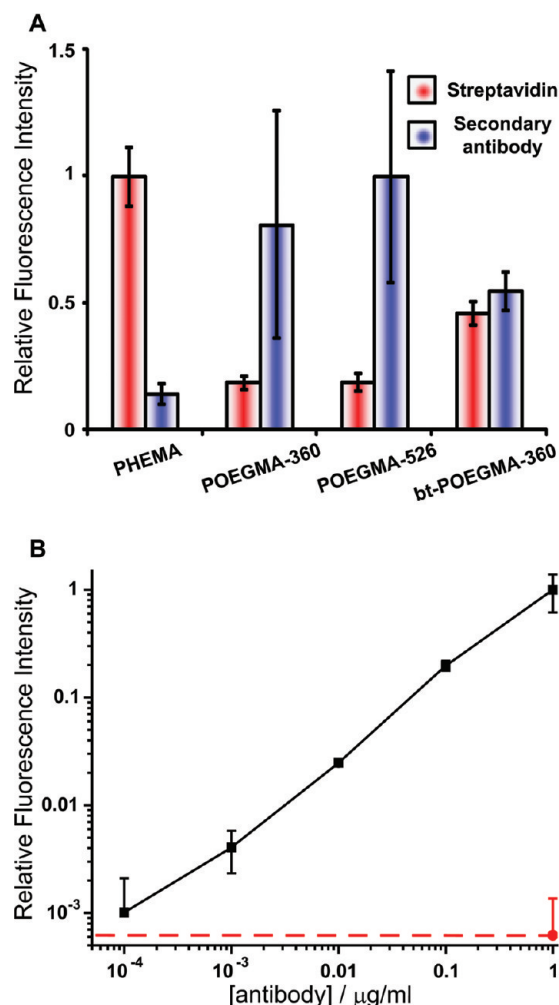 A
Relative Fluorescence Intensity
1.5
1
0.5
0
Streptavidin
Secondary
antibody
PHEMA
POEGMA-360
POEGMA-526
bt-POEGMA-360
B
Relative Fluorescence Intensity
1
0.1
0.01
10⁻³
10⁻⁴
10⁻³
0.01
0.1
1
[antibody] / μg/ml